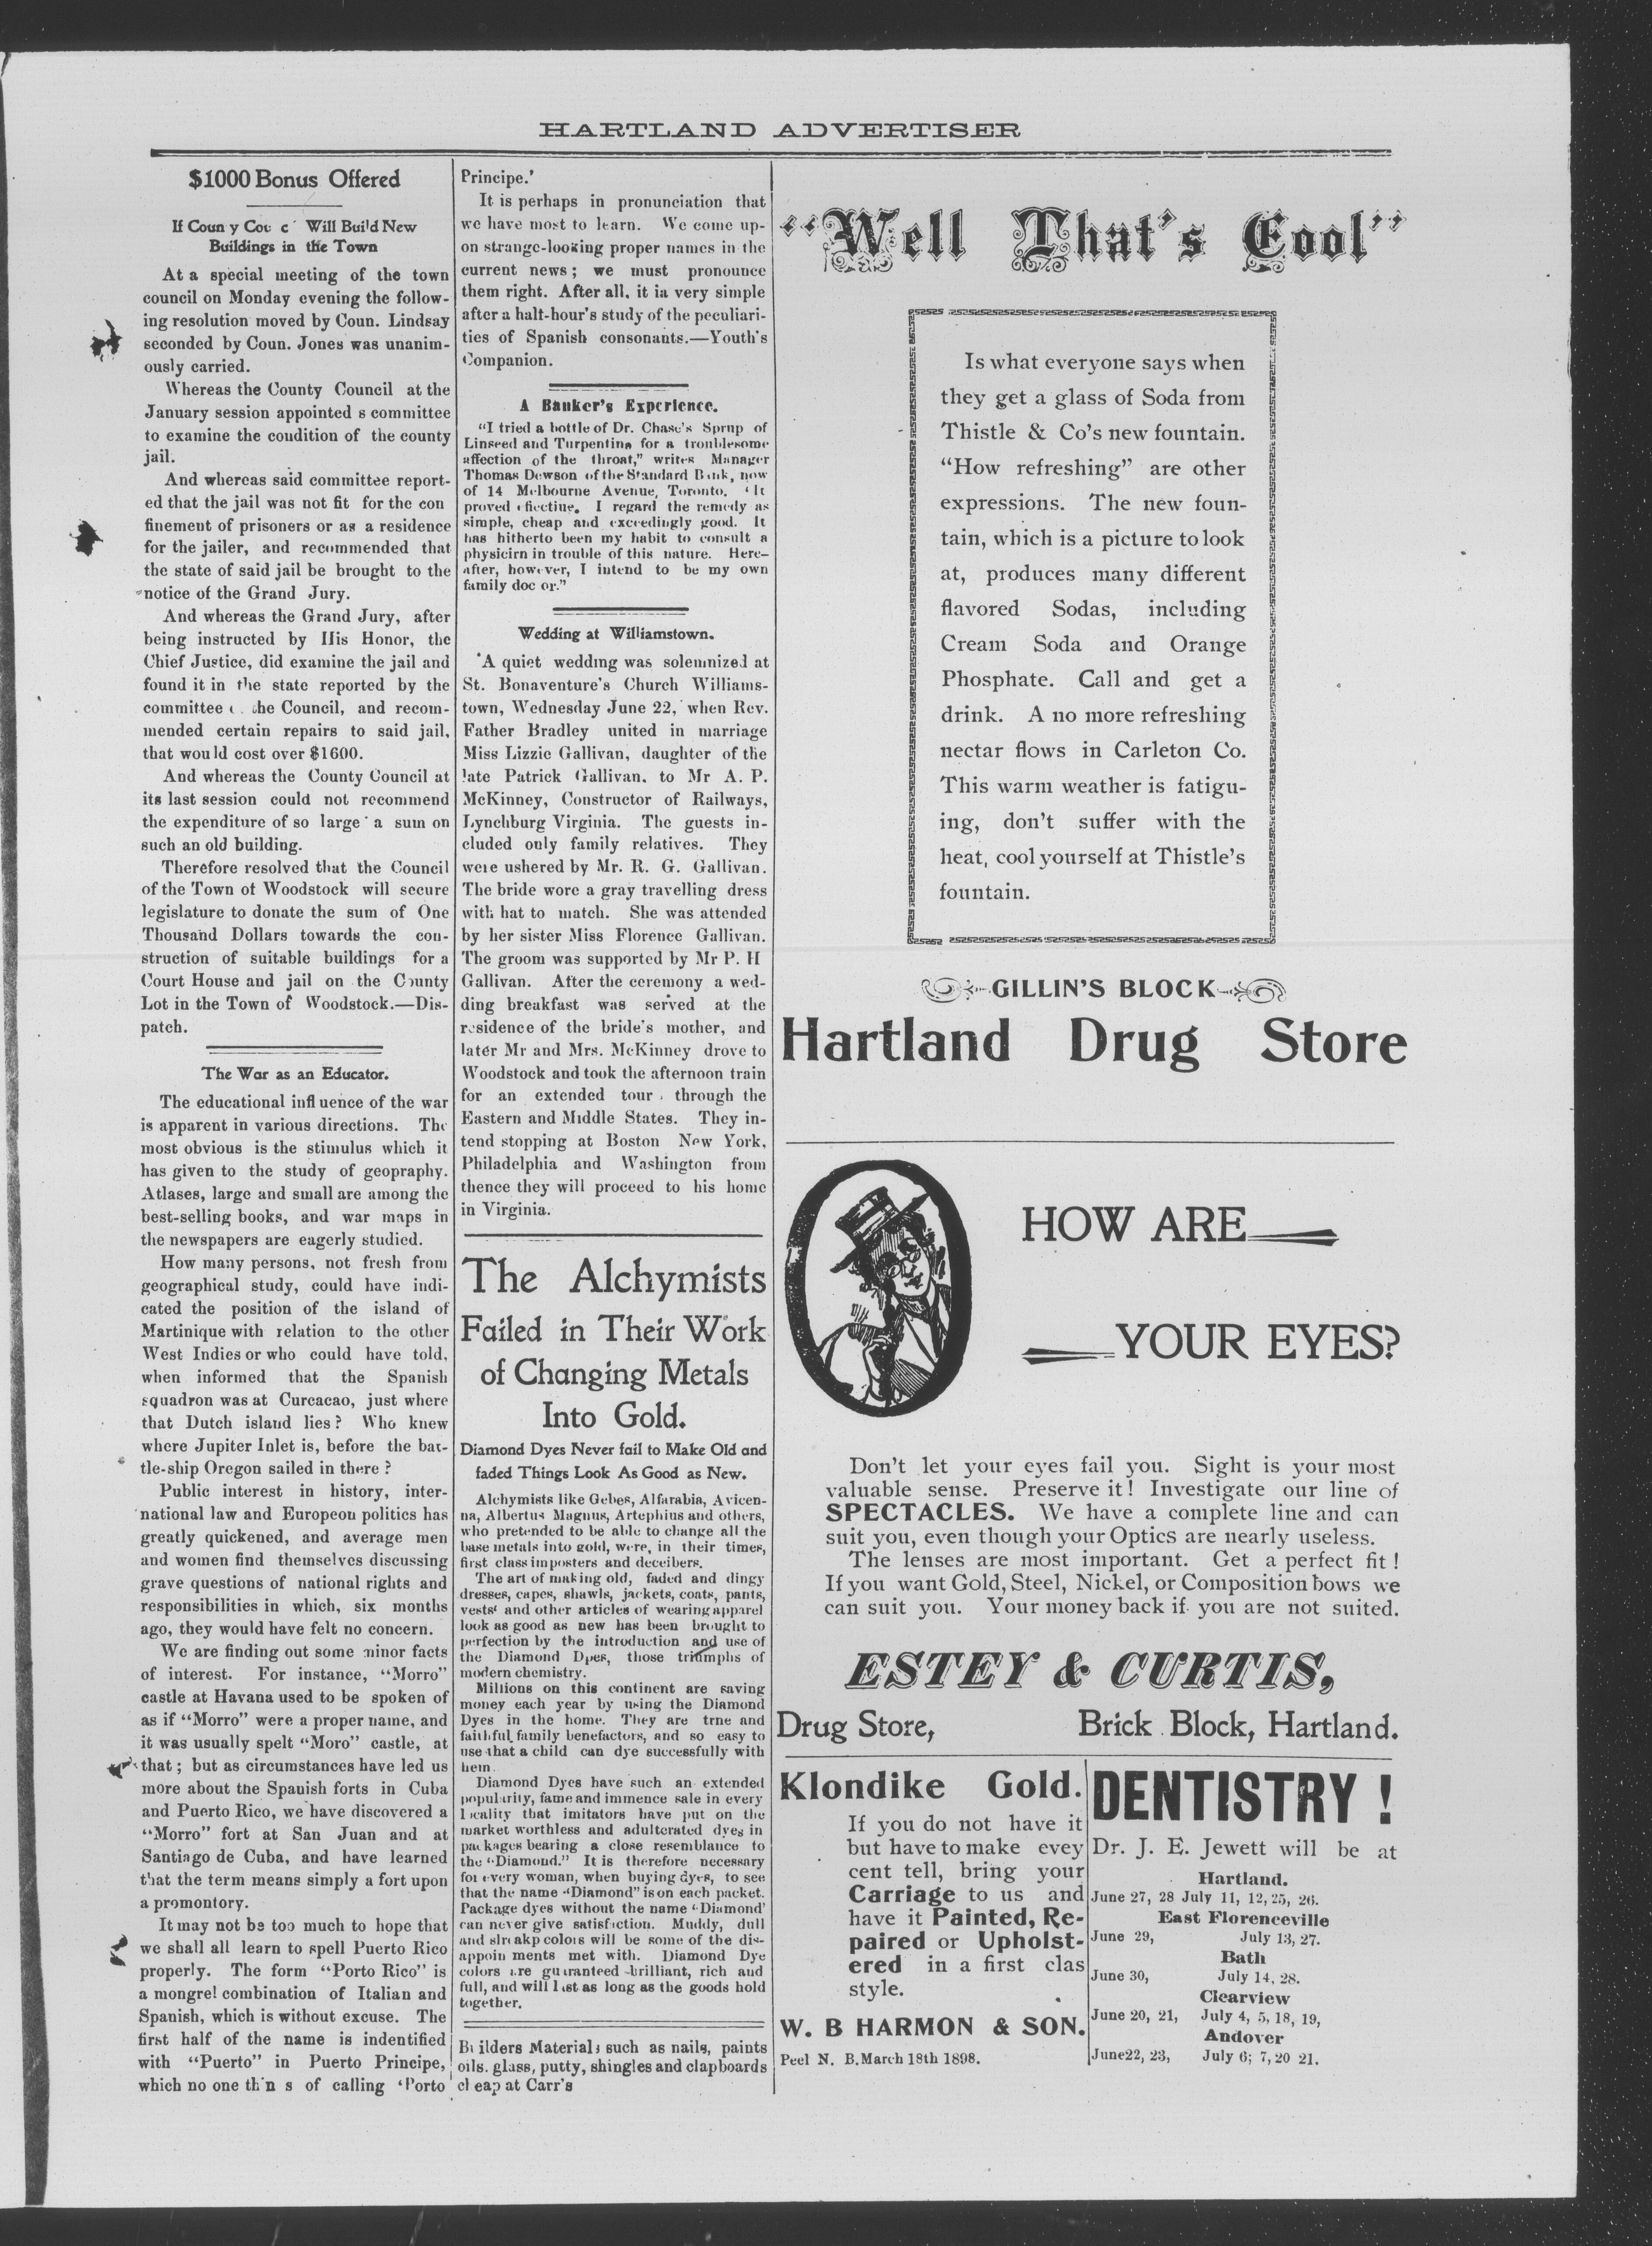 HARTLAND ADVERTISER
$1000 Bonus Offered
If Coun y Cou c Will Build New
Buildings in the Town
At a special meeting of the town
council on Monday evening the follow-
ing resolution moved by Coun. Lindsay
seconded by Coun. Jones was unanim-
ously carried.
Whereas the County Council at the
January session appointed s committee
to examine the condition of the county
jail.
And whereas said committee report-
ed that the jail was not fit for the con
finement of prisoners or as a residence
for the jailer, and recommended that
the state of said jail be brought to the
notice of the Grand Jury.
And whereas the Grand Jury, after
being instructed by His Honor, the
Chief Justice, did examine the jail and
found it in the state reported by the
committee the Council, and recom-
mended certain repairs to said jail,
that would cost over $1600.
And whereas the County Council at
its last session could not recommend
the expenditure of so large a sum on
such an old building.
Therefore resolved that the Council
of the Town ot Woodstock will secure
legislature to donate the sum of One
Thousand Dollars towards the con-
struction of suitable buildings for a
Court House and jail on the County
Lot in the Town of Woodstock.—Dis-
patch.
The War as an Educator.
The educational influence of the war
is apparent in various directions. The
most obvious is the stimulus which it
has given to the study of geopraphy.
Atlases, large and small are among the
best-selling books, and war maps in
the newspapers are eagerly studied.
How many persons, not fresh from
geographical study, could have indi-
cated the position of the island of
Martinique with relation to the other
West Indies or who could have told,
when informed that the Spanish
squadron was at Curcacao, just where
that Dutch island lies? Who knew
where Jupiter Inlet is, before the bat-
tle-ship Oregon sailed in there?
Public interest in history, inter-
national law and Europeou politics has
greatly quickened, and average men
and women find themselves discussing
grave questions of national rights and
responsibilities in which, six months
ago, they would have felt no concern.
We are finding out some minor facts
of interest. For instance, "Morro"
castle at Havana used to be spoken of
as if "Morro" were a proper name, and
it was usually spelt "Moro" castle, at
that; but as circumstances have led us
more about tne Spanish forts in Cuba
and Puerto Rico, we have discovered a
"Morro" fort at San Juan and at
Santiago de Cuba, and have learned
that the term means simply a fort upon
a promontory.
It may not be too much to hope that
we shall all learn to spell Puerto Rico
properly. The form "Porto Rico" is
a mongrel combination of Italian and
Spanish, which is without excuse. The
first half of the name is indentified
with "Puerto" in Puerto Principe,
which no one thin s of calling 'Porto
Principe.'
It is perhaps in pronunciation that
we have most to learn. We come up-
on strange-looking proper names in the
current news; we must pronounce
them right. After all, it ia very simple
after a halt-hour's study of the peculiari-
ties of Spanish consonants.—Youth's
Companion.
A Banker's Experience.
"I tried a bottle of Dr. Chase's Sprup of
Linseed and Turpentine for a troublesome
affection of the throat," writes Manager
Thomas Dewson of the Standard Bank, now
of 14 Melbourne Avenue, Toronto. 'It
proved effectiue. I regard the remedy as
simple, cheap and exceedingly good. It
has hitherto been my habit to consult a
physicirn in trouble of this nature. Here-
after, however, I intend to be my own
family doc or."
Wedding at Williamstown.
A quiet wedding was solemnized at
St. Bonaventure's Church Williams-
town, Wednesday June 22, when Rev.
Father Bradley united in marriage
Miss Lizzie Gallivan, daughter of the
late Patrick Gallivan, to Mr A. P.
McKinney, Constructor of Railways,
Lynchburg Virginia. The guests in-
cluded only family relatives. They
were ushered by Mr. R. G. Gallivan.
The bride wore a gray travelling dress
with hat to match. She was attended
by her sister Miss Florence Gallivan.
The groom was supported by Mr P. H
Gallivan. After the ceremony a wed-
ding breakfast was served at the
residence of the bride's mother, and
later Mr and Mrs. McKinney drove to
Woodstock and took the afternoon train
for an extended tour through the
Eastern and Middle States. They in-
tend stopping at Boston New York,
Philadelphia and Washington from
thence they will proceed to his home
in Virginia.
The Alchymists
Failed in Their Work
of Changing Metals
Into Gold.
Diamond Dyes Never fail to Make Old and
faded Things Look As Good as New.
Alchymists like Gebes, Alfarabia, Avicen-
na, Albertus Magnus, Artephius and others,
who pretended to be able to change all the
base metals into gold, were, in their times,
first class imposters and deceibers.
The art of making old, faded and dingy
dresses, capes, shawls, jackets, coats, pants,
vests and other articles of wearing apparel
look as good as new has been brought to
perfection by the introduction and use of
the Diamond Dpes, those triumphs of
modern chemistry.
Millions on this continent are saving
money each year by using the Diamond
Dyes in the home. They are trne and
faithful family benefactors, and so easy to
use that a child can dye successfully with
hem.
Diamond Dyes have such an extended
popularity, fame and immence sale in every
locality that imitators have put on the
market worthless and adulterated dyes in
packages bearing a close resemblance to
the "Diamond." It is therefore necessary
for every woman, when buying dyes, to see
that the name "Diamond" is on each packet.
Package dyes without the name "Diamond'
can never give satisfiction. Muddy, dull
and slreakp colors will be some of the dis-
appoin ments met with. Diamond Dye
colors are guaranteed brilliant, rich and
full, and will last as long as the goods hold
together.
Builders Materials such as nails, paints
oils. glass, putty, shingles and clapboards
cheap at Carr's
"Well That's Cool"
Is what everyone says when
they get a glass of Soda from
Thistle & Co's new fountain.
"How refreshing" are other
expressions. The new foun-
tain, which is a picture to look
at, produces many different
flavored Sodas, including
Cream Soda and Orange
Phosphate. Call and get a
drink. A no more refreshing
nectar flows in Carleton Co.
This warm weather is fatigu-
ing, don't suffer with the
heat, cool yourself at Thistle's
fountain.
GILLIN'S BLOCK
Hartland Drug Store
HOW ARE
YOUR EYES?
Don't let your eyes fail you. Sight is your most
valuable sense. Preserve it! Investigate our line of
SPECTACLES. We have a complete line and can
suit you, even though your Optics are nearly useless.
The lenses are most important. Get a perfect fit!
If you want Gold, Steel, Nickel, or Composition bows we
can suit you. Your money back if you are not suited.
ESTEY & CURTIS,
Drug Store, Brick Block, Hartland.
Klondike Gold.
If you do not have it
but have to make evey
cent tell, bring your
Carriage to us and
have it Painted, Re-
paired or Upholst-
ered in a first clas
style.
W. B HARMON & SON.
Peel N. B. March 18th 1898.
DENTISTRY!
Dr. J. E. Jewett will be at
Hartland.
June 27, 28 July 11, 12, 25, 26.
East Florenceville
June 29, July 13, 27.
Bath
June 30, July 14, 28.
Clearview
June 20, 21, July 4, 5, 18, 19,
Andover
June22, 23, July 6; 7, 20 21.